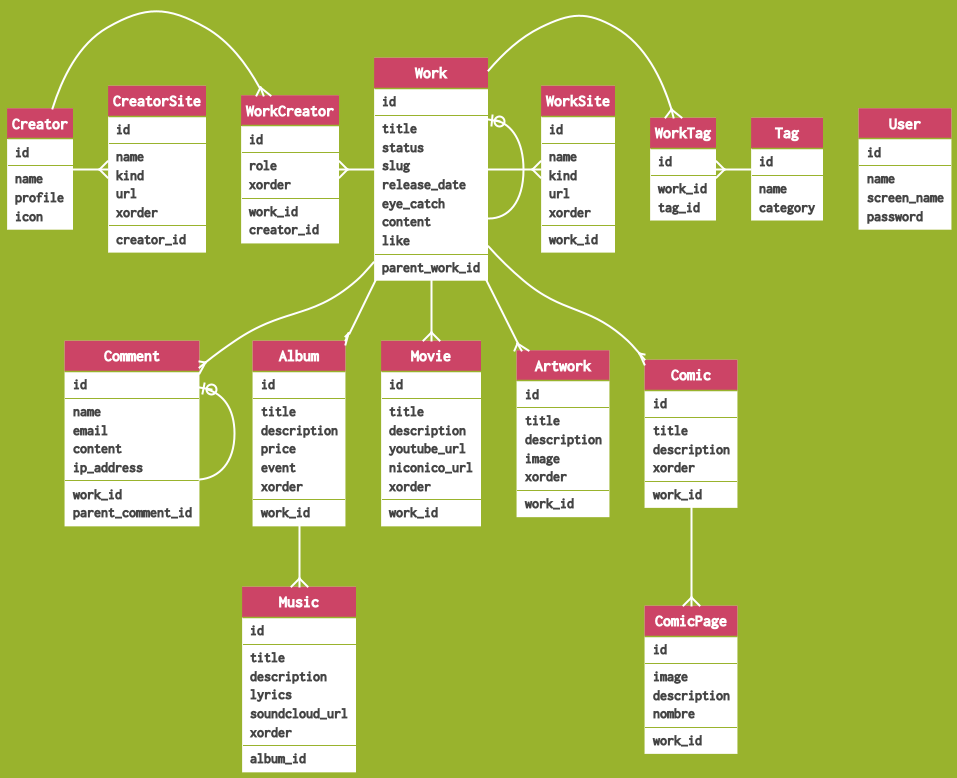 Creator
id
name
profile
icon
CreatorSite
id
name
kind
url
xorder
creator_id
WorkCreator
id
role
xorder
work_id
creator_id
Work
id
title
status
slug
release_date
eye_catch
content
like
parent_work_id
WorkSite
id
name
kind
url
xorder
work_id
WorkTag
id
work_id
tag_id
Tag
id
name
category
User
id
name
screen_name
password
Comment
id
name
email
content
ip_address
work_id
parent_comment_id
Album
id
title
description
price
event
xorder
work_id
Movie
id
title
description
youtube_url
niconico_url
xorder
work_id
Artwork
id
title
description
image
xorder
work_id
Comic
id
title
description
xorder
work_id
Music
id
title
description
lyrics
soundcloud_url
xorder
album_id
ComicPage
id
image
description
nombre
work_id